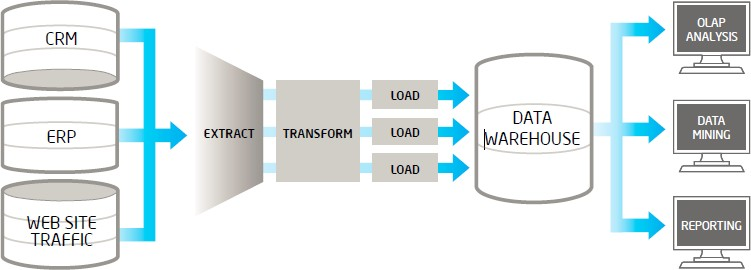 CRM
ERP
WEB SITE
TRAFFIC
EXTRACT
TRANSFORM
LOAD
LOAD
LOAD
DATA
WAREHOUSE
OLAP
ANALYSIS
DATA
MINING
REPORTING